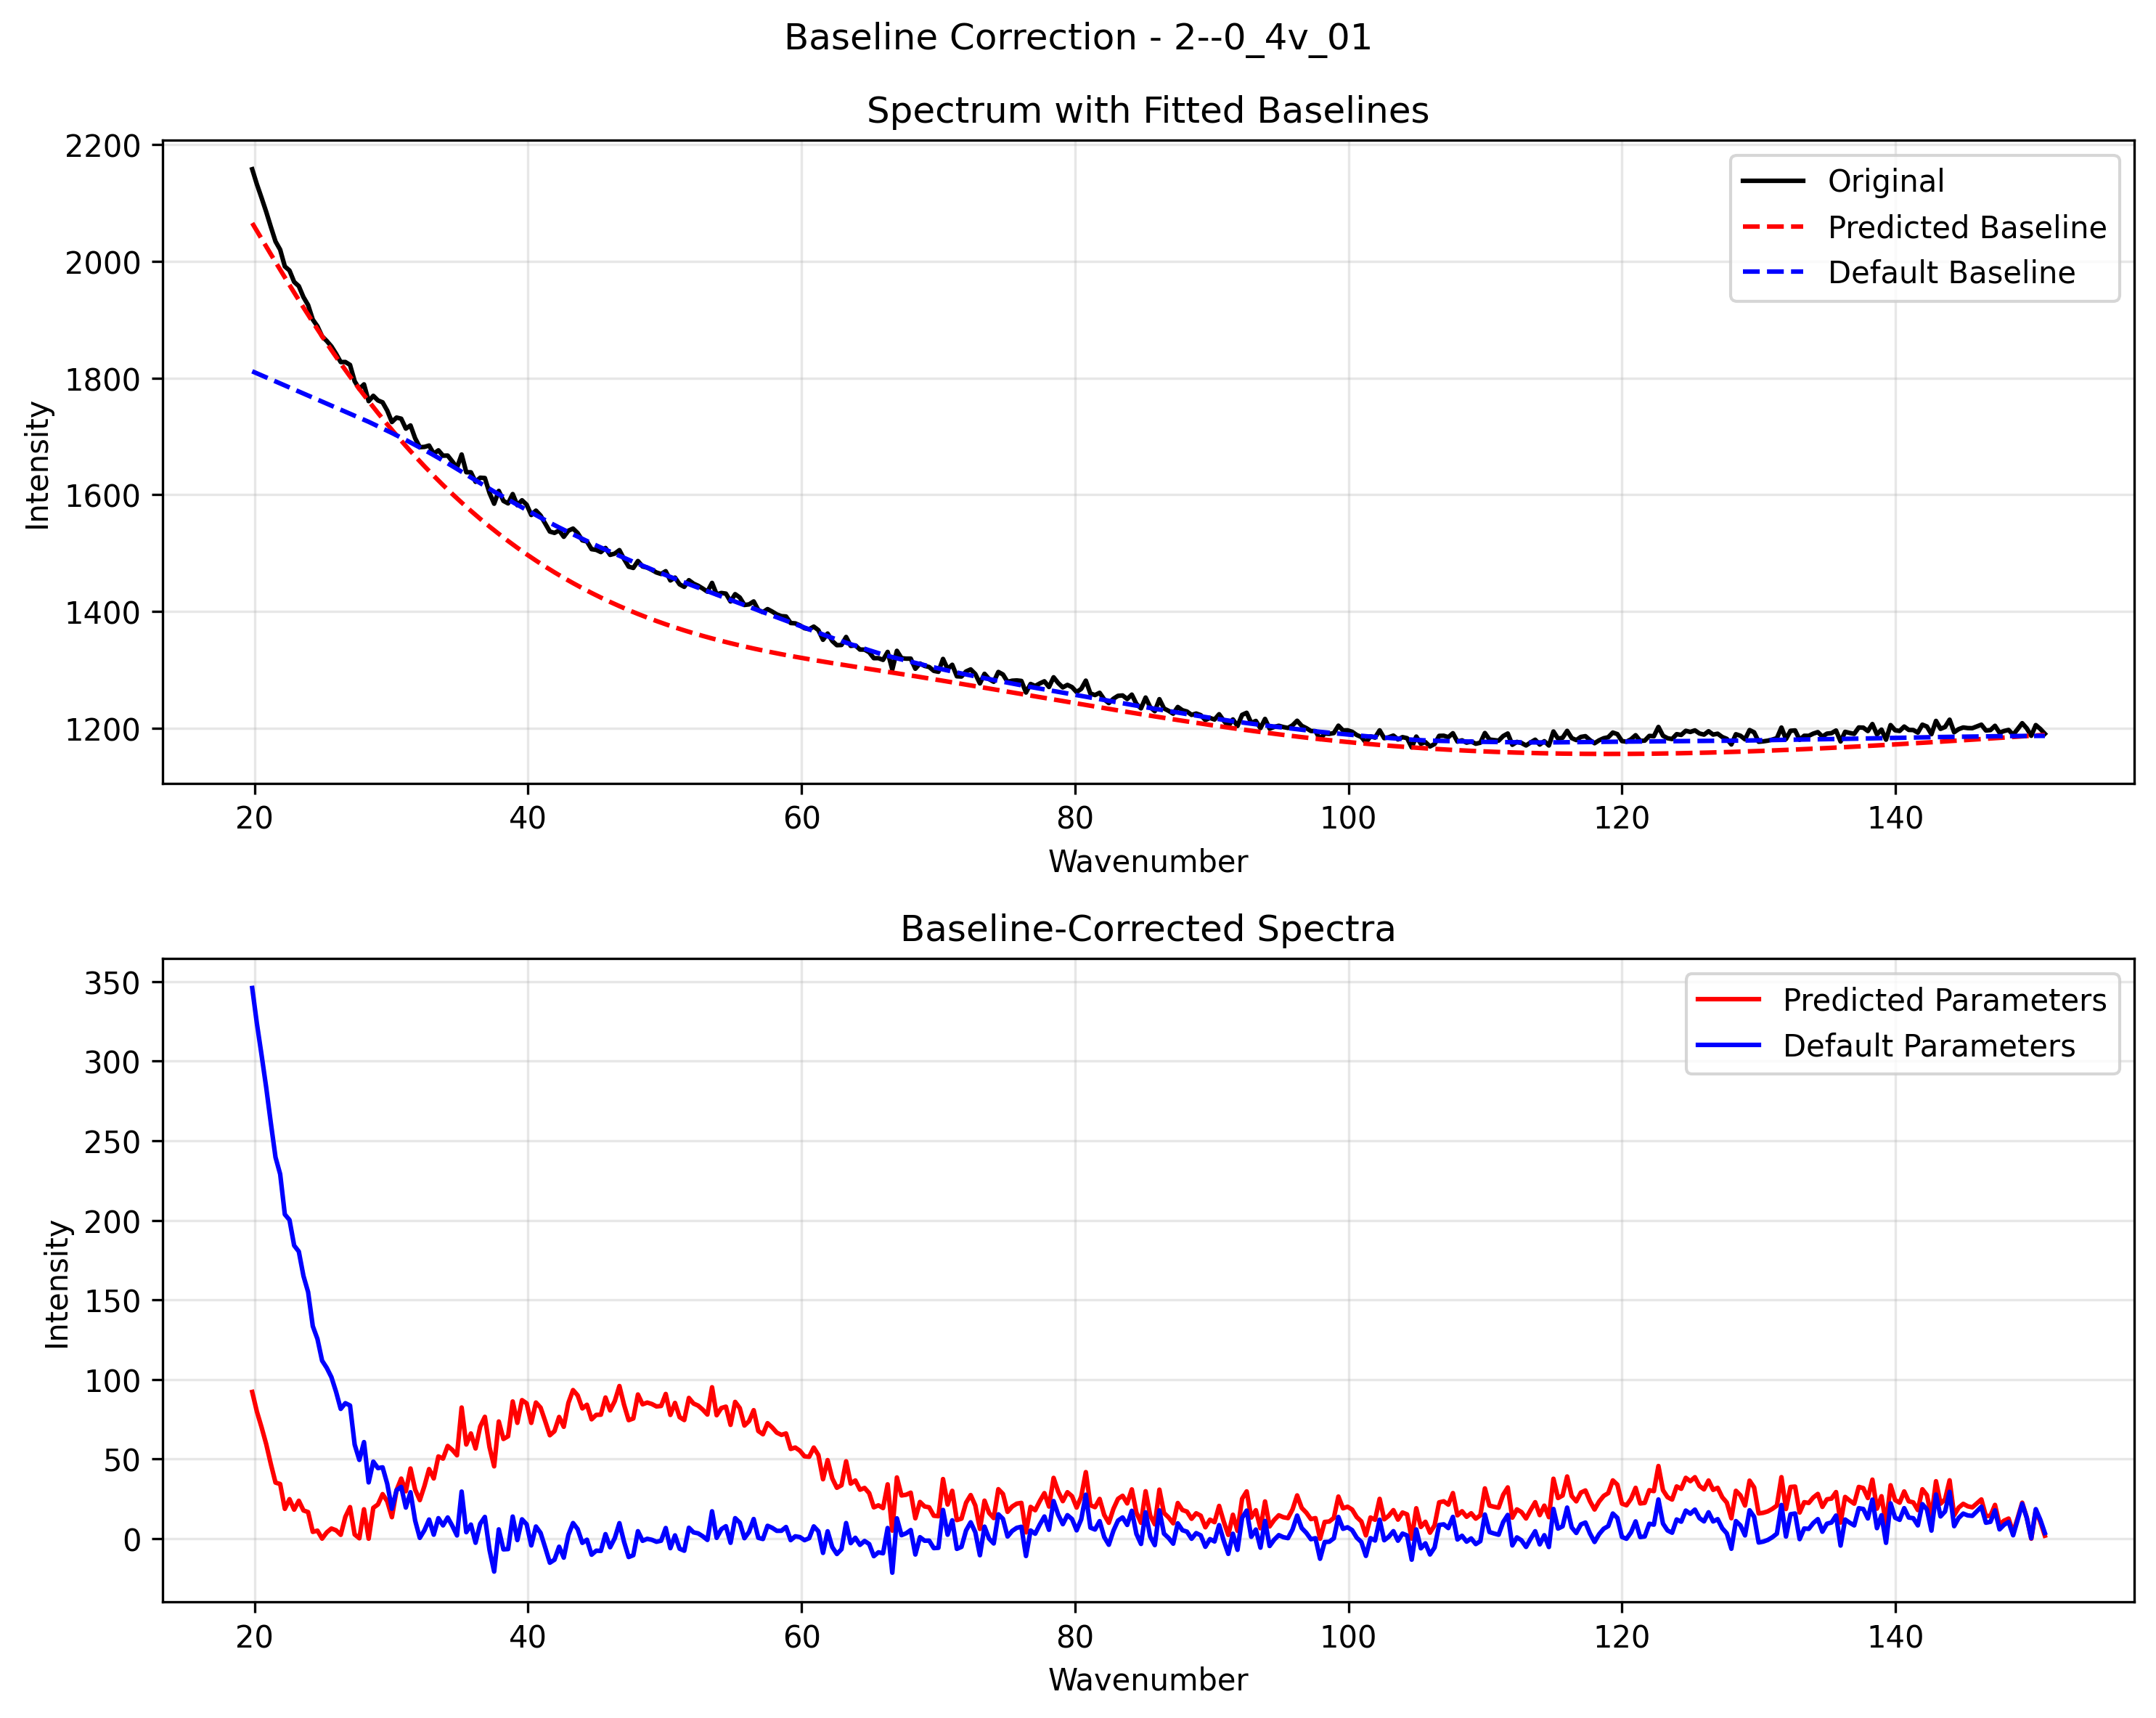 Baseline Correction - 2--0_4v_01
Spectrum with Fitted Baselines
2200
2000
1800
1600
1400
1200
Intensity
Original
Predicted Baseline
Default Baseline
20 40 60 80 100 120 140
Wavenumber
Baseline-Corrected Spectra
350
300
250
200
150
100
50
0
Intensity
Predicted Parameters
Default Parameters
20 40 60 80 100 120 140
Wavenumber